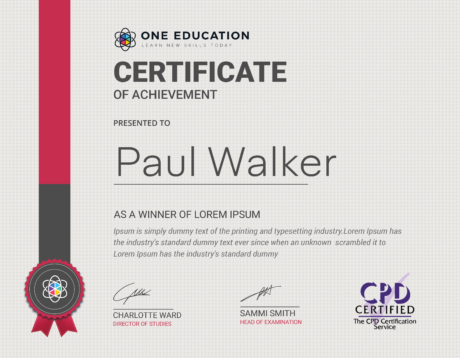 ONE EDUCATION
LEARN NEW SKILLS TODAY
CERTIFICATE
OF ACHIEVEMENT
PRESENTED TO
Paul Walker
AS A WINNER OF LOREM IPSUM
Ipsum is simply dummy text of the printing and typesetting industry.Lorem Ipsum has
the industry's standard dummy text ever since when an unknown scrambled it to
Lorem Ipsum has the industry's standard dummy
CHARLOTTE WARD
DIRECTOR OF STUDIES
SAMMI SMITH
HEAD OF EXAMINATION
CPD
CERTIFIED
The CPD Certification
Service